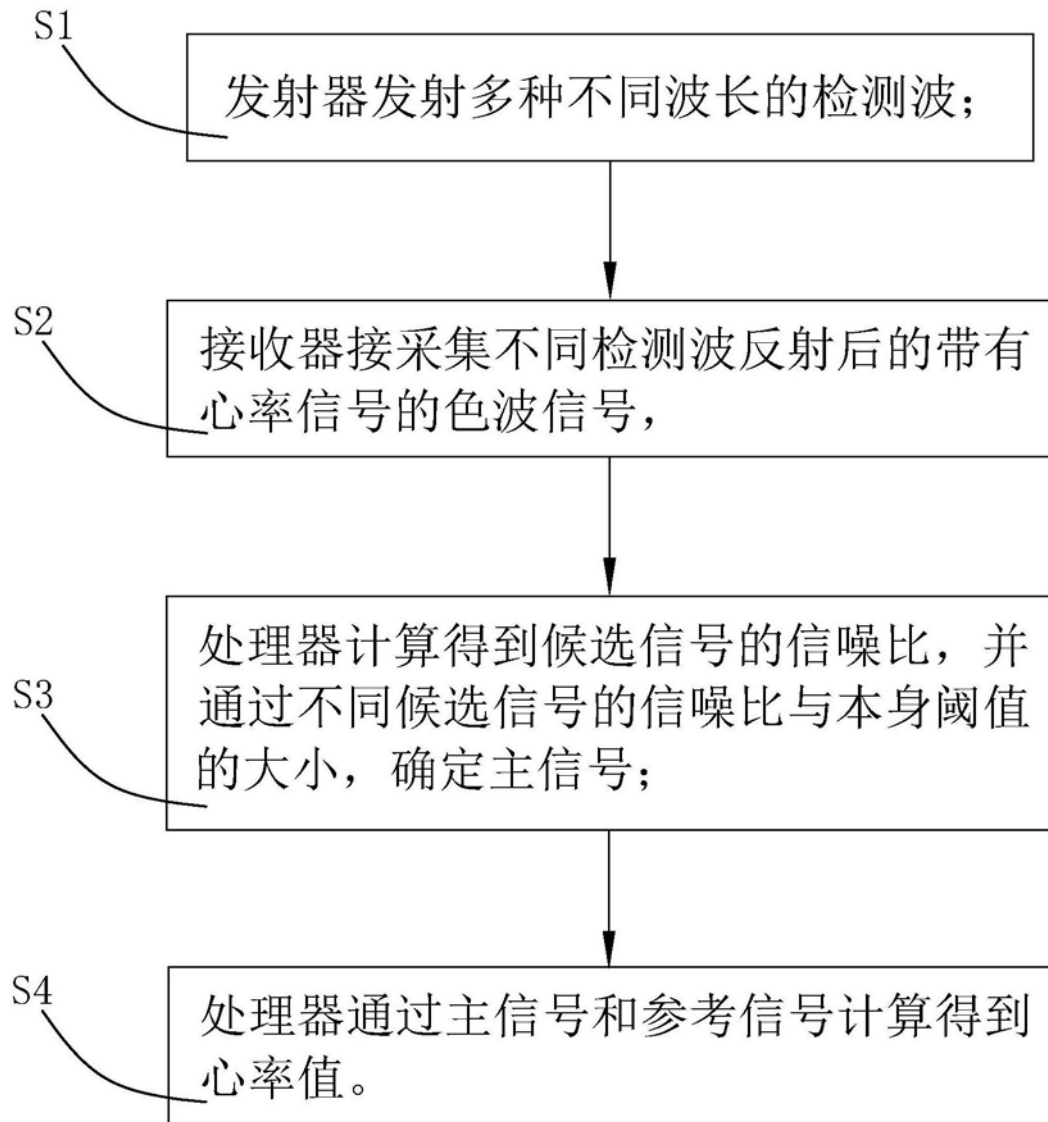 S1
发射器发射多种不同波长的检测波；
S2
接收器接采集不同检测波反射后的带有
心率信号的色波信号，
S3
处理器计算得到候选信号的信噪比，并
通过不同候选信号的信噪比与本身阈值
的大小，确定主信号；
S4
处理器通过主信号和参考信号计算得到
心率值。